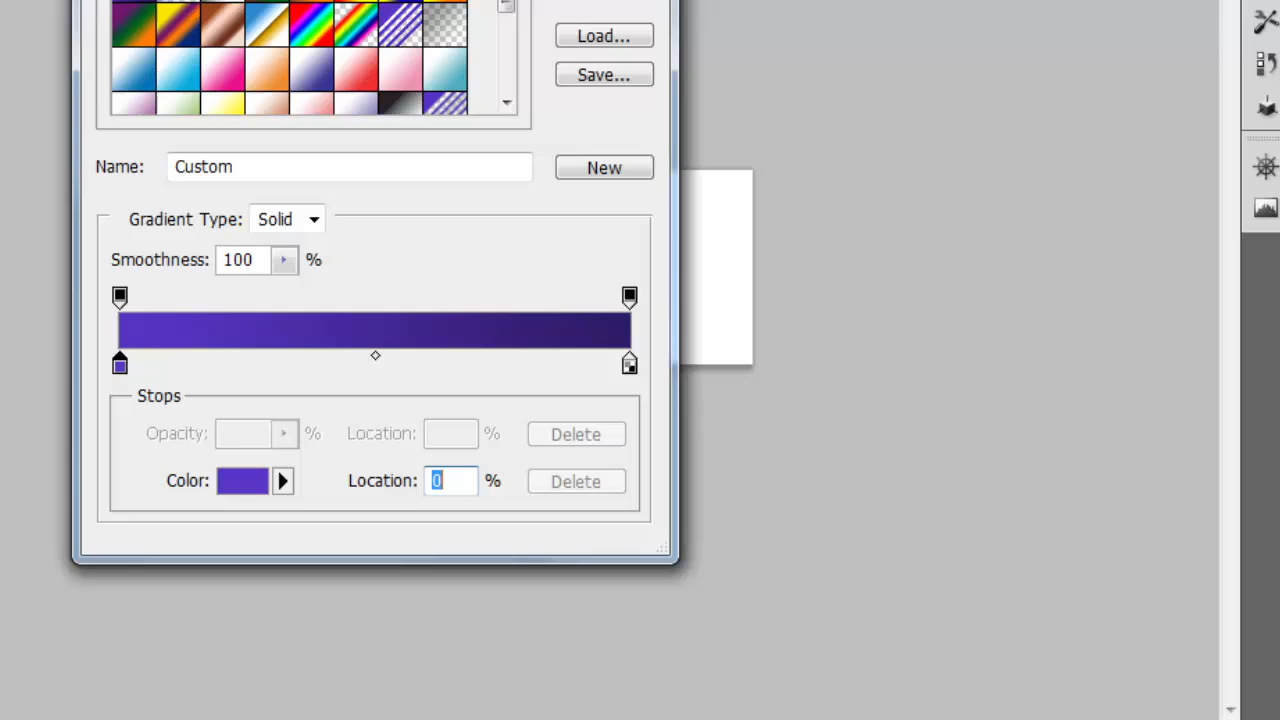 Load...
Save...
Name: Custom New
Gradient Type: Solid
Smoothness: 100 %
Stops
Opacity: % Location: % Delete
Color: Location: 0 % Delete